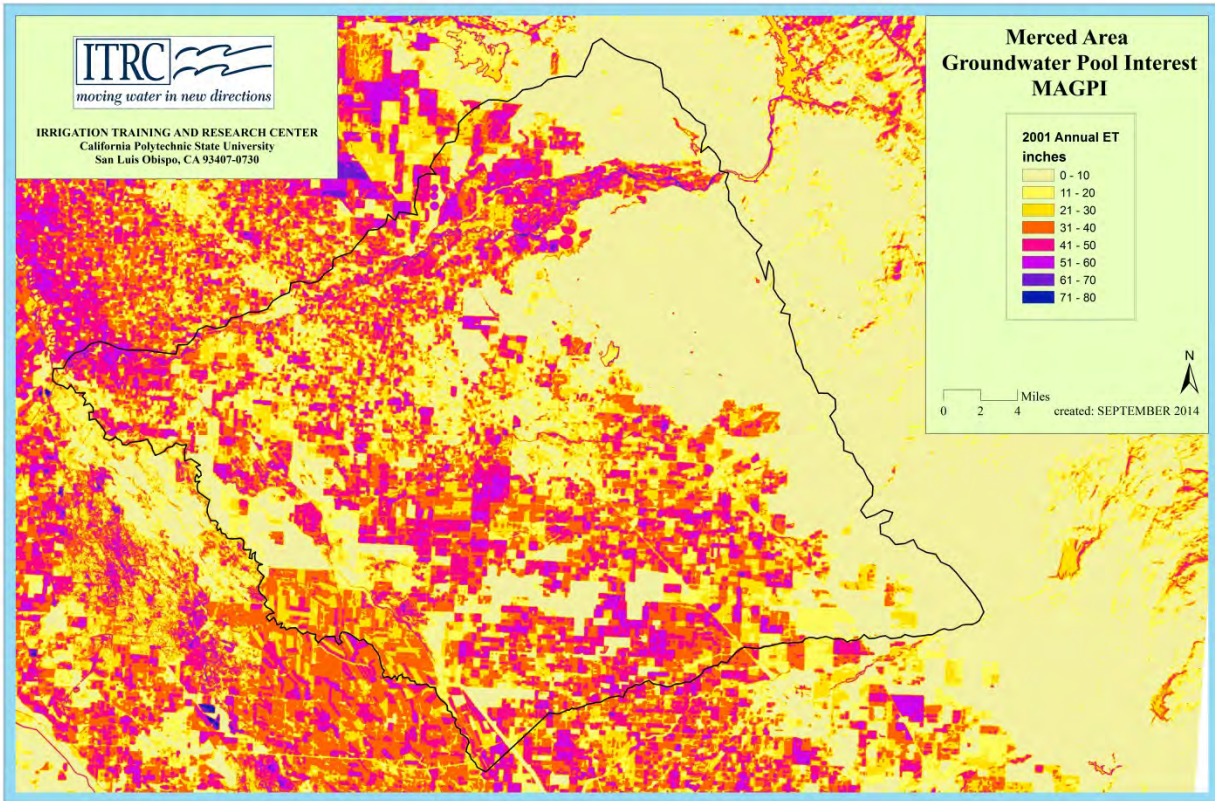 ITRC
moving water in new directions
IRRIGATION TRAINING AND RESEARCH CENTER
California Polytechnic State University
San Luis Obispo, CA 93407-0730
Merced Area
Groundwater Pool Interest
MAGPI
2001 Annual ET
inches
0 - 10
11 - 20
21 - 30
31 - 40
41 - 50
51 - 60
61 - 70
71 - 80
N
Miles
0 2 4
created: SEPTEMBER 2014